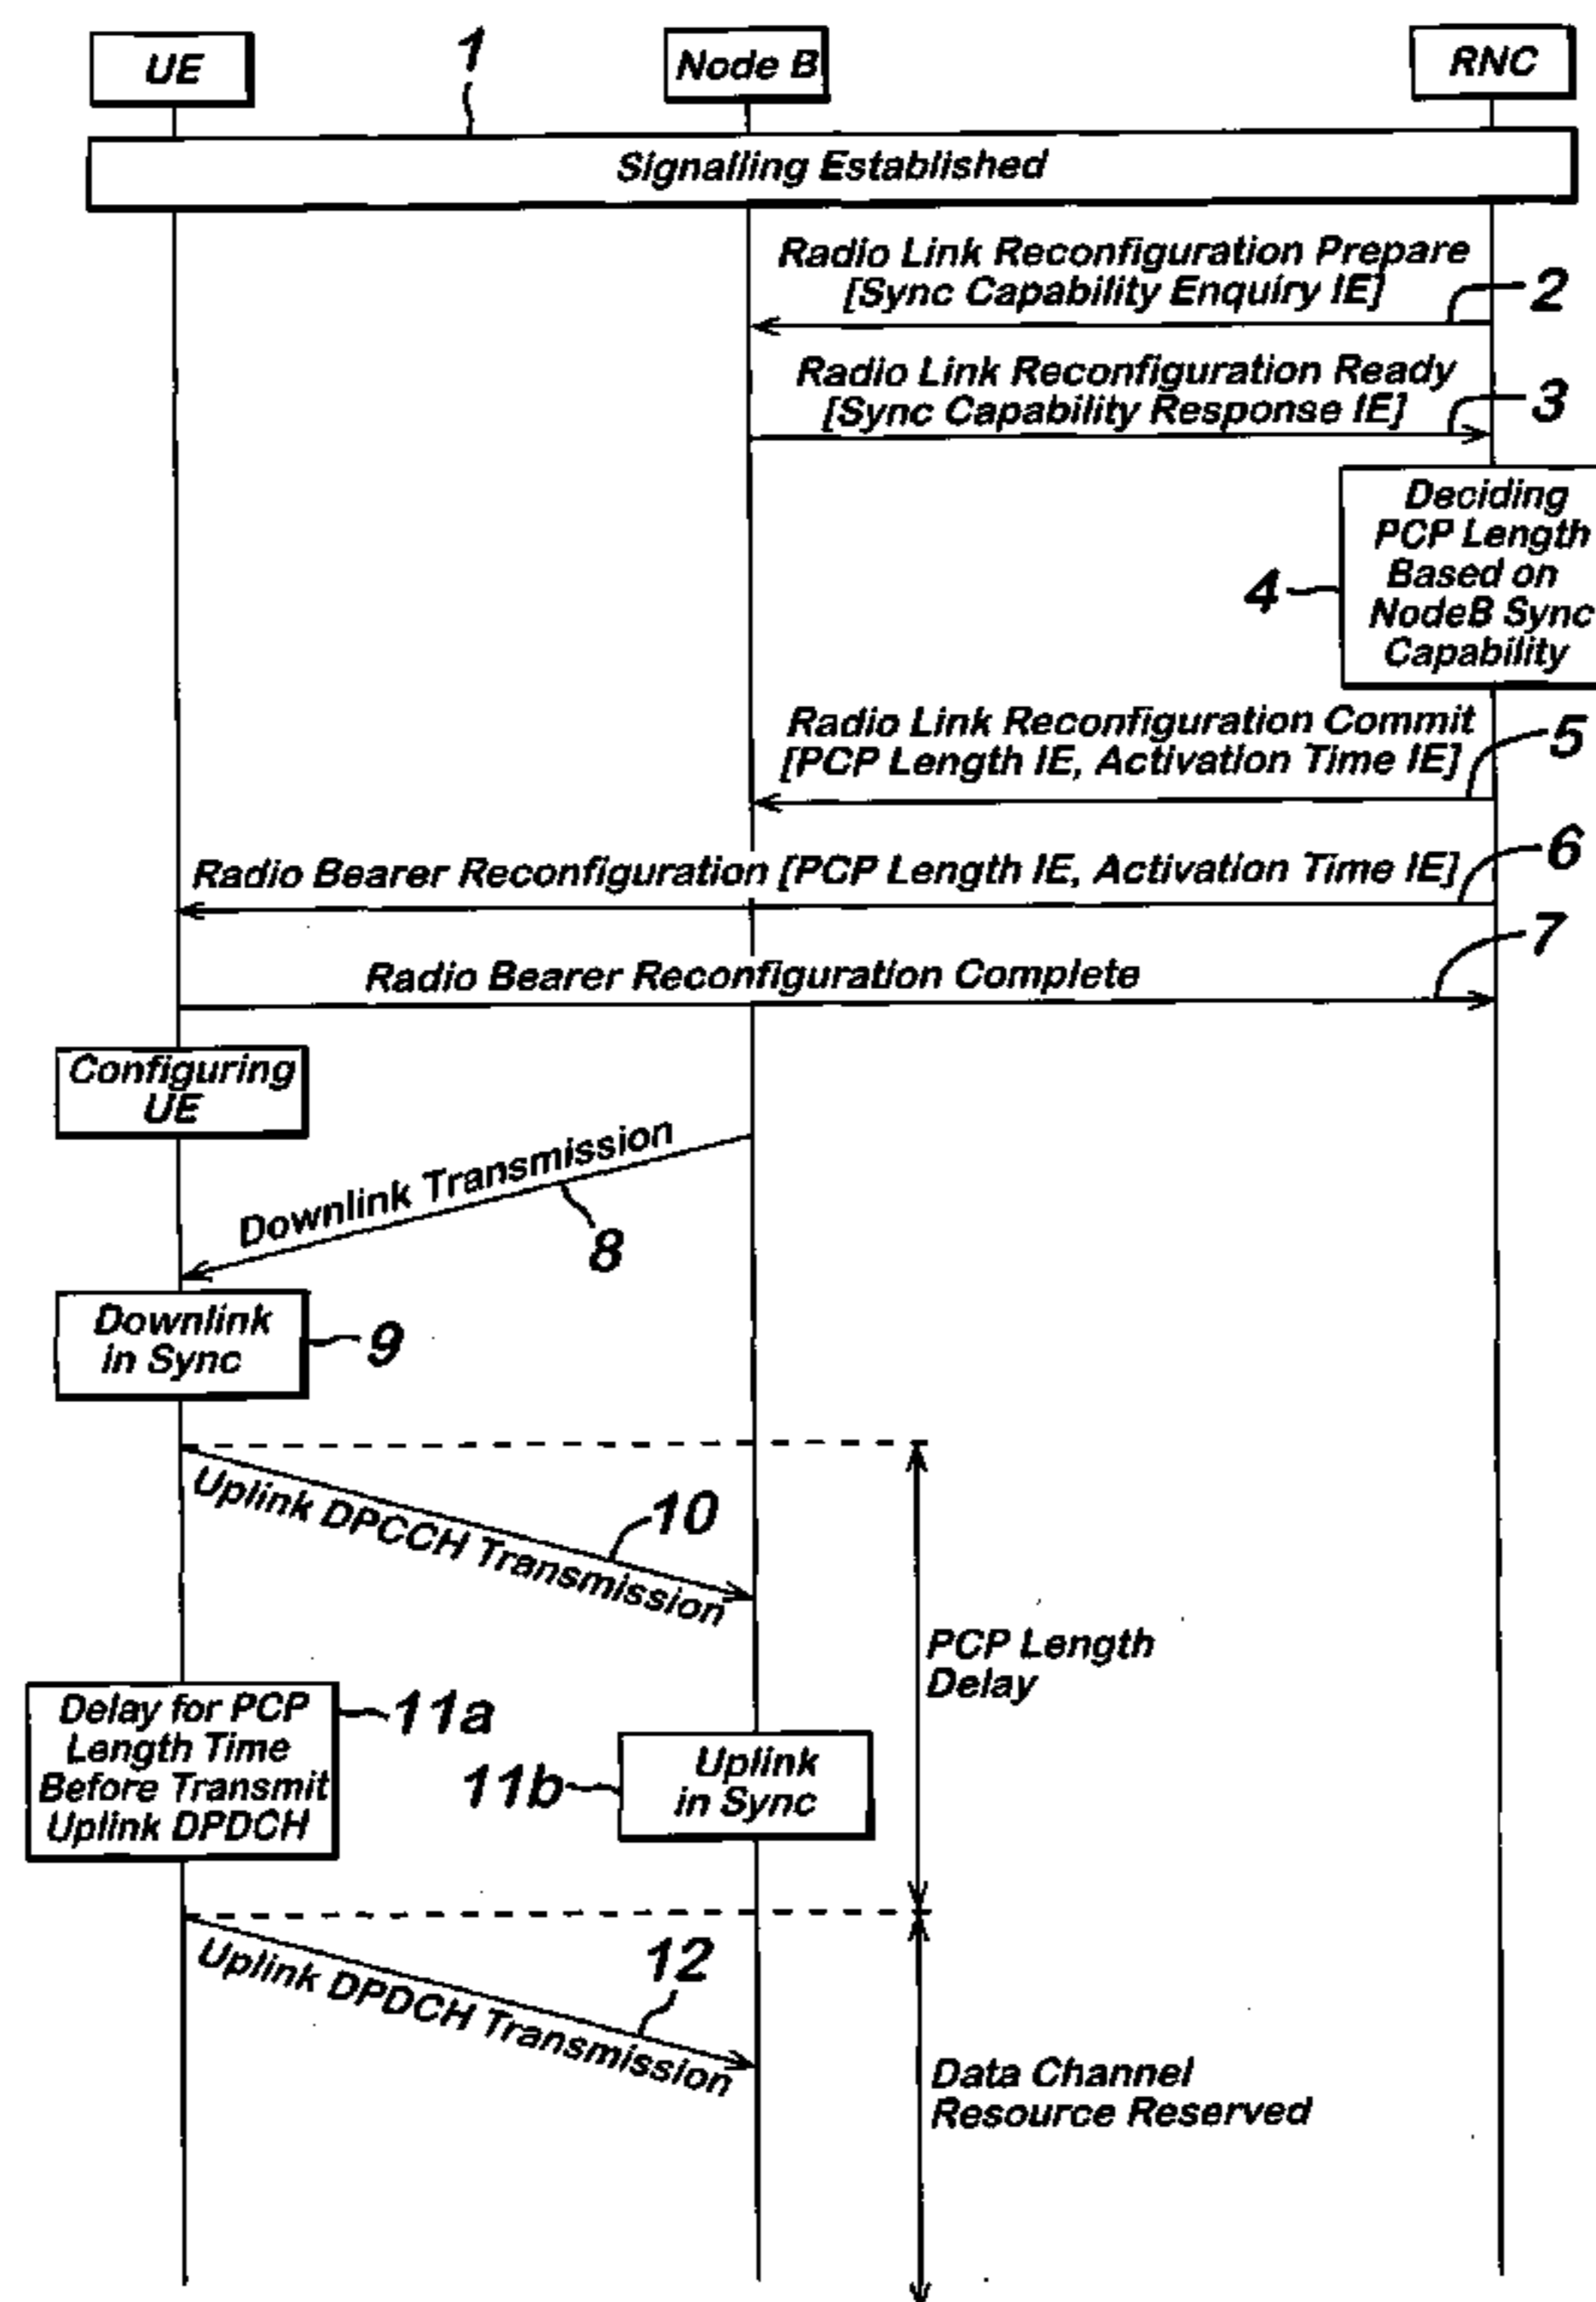 UE
1
Node B
RNC
Signalling Established
Radio Link Reconfiguration Prepare
[Sync Capability Enquiry IE]
2
Radio Link Reconfiguration Ready
[Sync Capability Response IE]
3
Deciding
PCP Length
Based on
NodeB Sync
Capability
4
Radio Link Reconfiguration Commit
[PCP Length IE, Activation Time IE]
5
Radio Bearer Reconfiguration [PCP Length IE, Activation Time IE]
6
Radio Bearer Reconfiguration Complete
7
Configuring
UE
Downlink Transmission
8
Downlink
in Sync
9
Uplink DPCCH Transmission
10
PCP Length
Delay
Delay for PCP
Length Time
Before Transmit
Uplink DPDCH
11a
11b
Uplink
in Sync
Uplink DPDCH Transmission
12
Data Channel
Resource Reserved